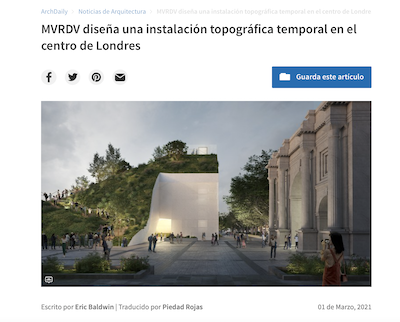 ArchDaily > Noticias de Arquitectura > MVRDV diseña una instalación topográfica temporal en el centro de Londres
MVRDV diseña una instalación topográfica temporal en el
centro de Londres
Guarda este artículo
Escrito por Eric Baldwin | Traducido por Piedad Rojas
01 de Marzo, 2021